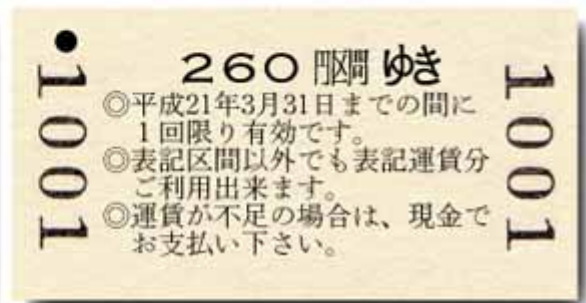 260円区間ゆき
◎平成21年3月31日までの間に
1回限り有効です。
◎表記区間以外でも表記運賃分
ご利用出来ます。
◎運賃が不足の場合は、現金で
お支払い下さい。
1001
1001